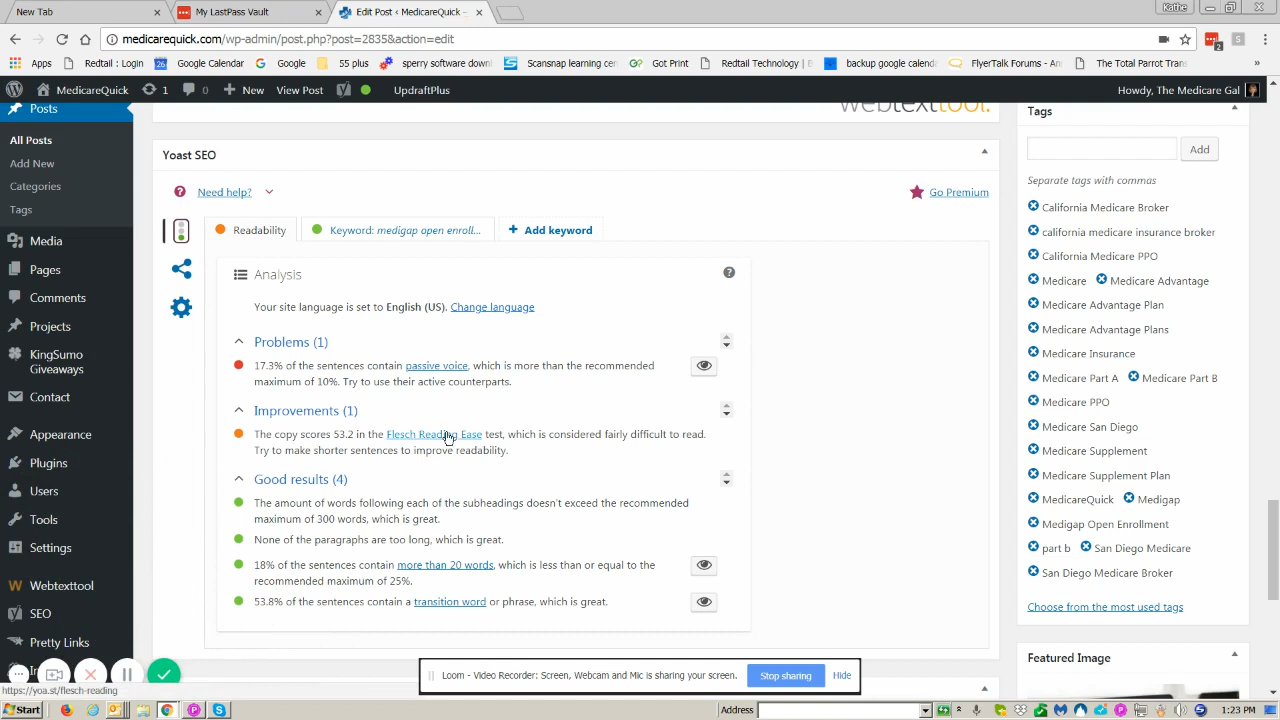 New Tab
My LastPass Vault
Edit Post ‹ MedicareQuick –
Kathe
medicarequick.com/wp-admin/post.php?post=2835&action=edit
2
S
Apps
Redtail : Login
26
Google Calendar
Google
55 plus
sperry software down
Scansnap learning cen
Got Print
Redtail Technology |
backup google calend
FlyerTalk Forums - An
The Total Parrot Tra
MedicareQuick
1
0
New
View Post
UpdraftPlus
Howdy, The Medicare Gal
Posts
All Posts
Add New
Categories
Tags
Media
Pages
Comments
Projects
KingSumo
Giveaways
Contact
Appearance
Plugins
Users
Tools
Settings
Webtexttool
SEO
Pretty Links
webtexttool.
Yoast SEO
Need help?
Go Premium
Readability
Keyword: medigap open enroll...
Add keyword
Analysis
Your site language is set to English (US). Change language
Problems (1)
17.3% of the sentences contain passive voice, which is more than the recommended
maximum of 10%. Try to use their active counterparts.
Improvements (1)
The copy scores 53.2 in the Flesch Reading Ease test, which is considered fairly difficult to read.
Try to make shorter sentences to improve readability.
Good results (4)
The amount of words following each of the subheadings doesn't exceed the recommended
maximum of 300 words, which is great.
None of the paragraphs are too long, which is great.
18% of the sentences contain more than 20 words, which is less than or equal to the
recommended maximum of 25%.
53.8% of the sentences contain a transition word or phrase, which is great.
Tags
Add
Separate tags with commas
California Medicare Broker
california medicare insurance broker
California Medicare PPO
Medicare Medicare Advantage
Medicare Advantage Plan
Medicare Advantage Plans
Medicare Insurance
Medicare Part A Medicare Part B
Medicare PPO
Medicare San Diego
Medicare Supplement
Medicare Supplement Plan
MedicareQuick Medigap
Medigap Open Enrollment
part b San Diego Medicare
San Diego Medicare Broker
Choose from the most used tags
Featured Image
Loom - Video Recorder: Screen, Webcam and Mic is sharing your screen.
Stop sharing
Hide
https://yoa.st/flesch-reading
Start
Address
1:23 PM